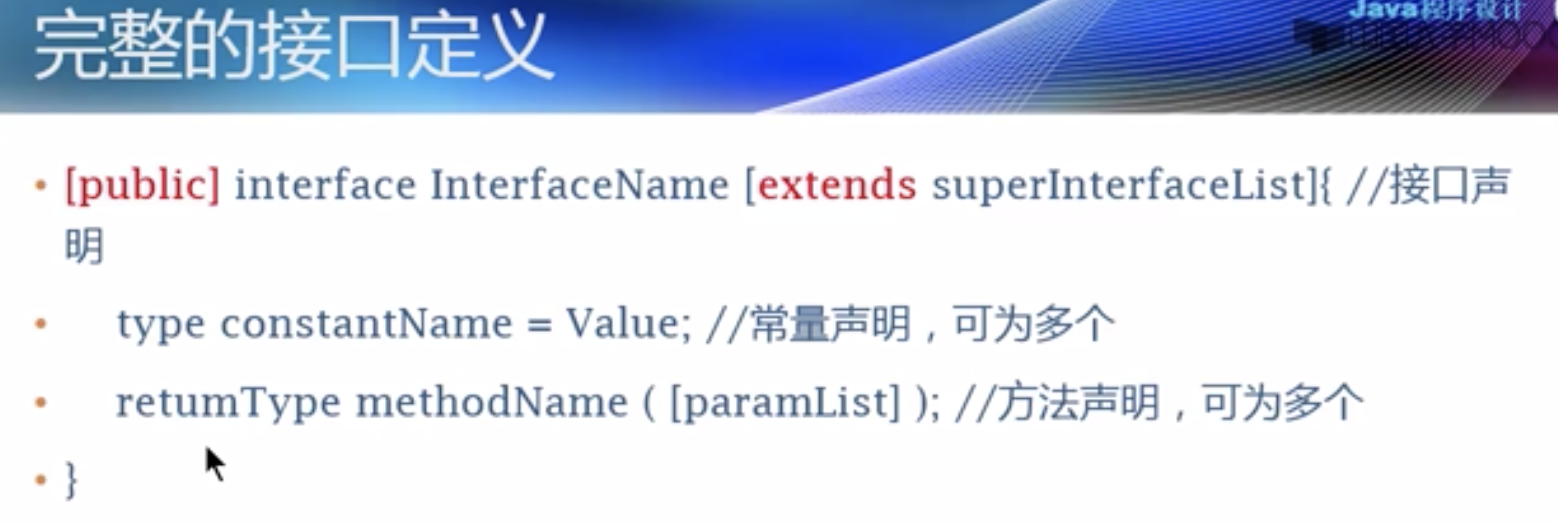 Java程序设计
完整的接口定义
• [public] interface InterfaceName [extends superInterfaceList]{ //接口声
明
• type constantName = Value; //常量声明，可为多个
• retumType methodName ( [paramList] ); //方法声明，可为多个
• }